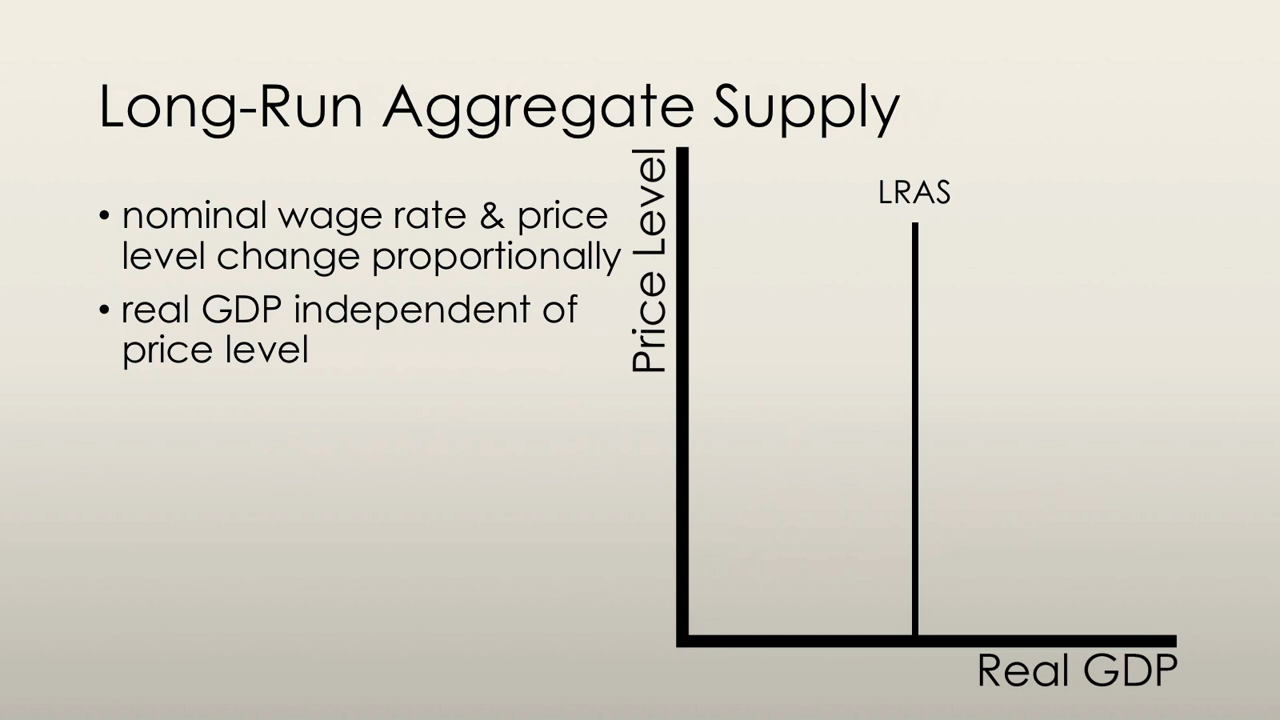 Long-Run Aggregate Supply
• nominal wage rate & price
level change proportionally
• real GDP independent of
price level
Price Level
LRAS
Real GDP